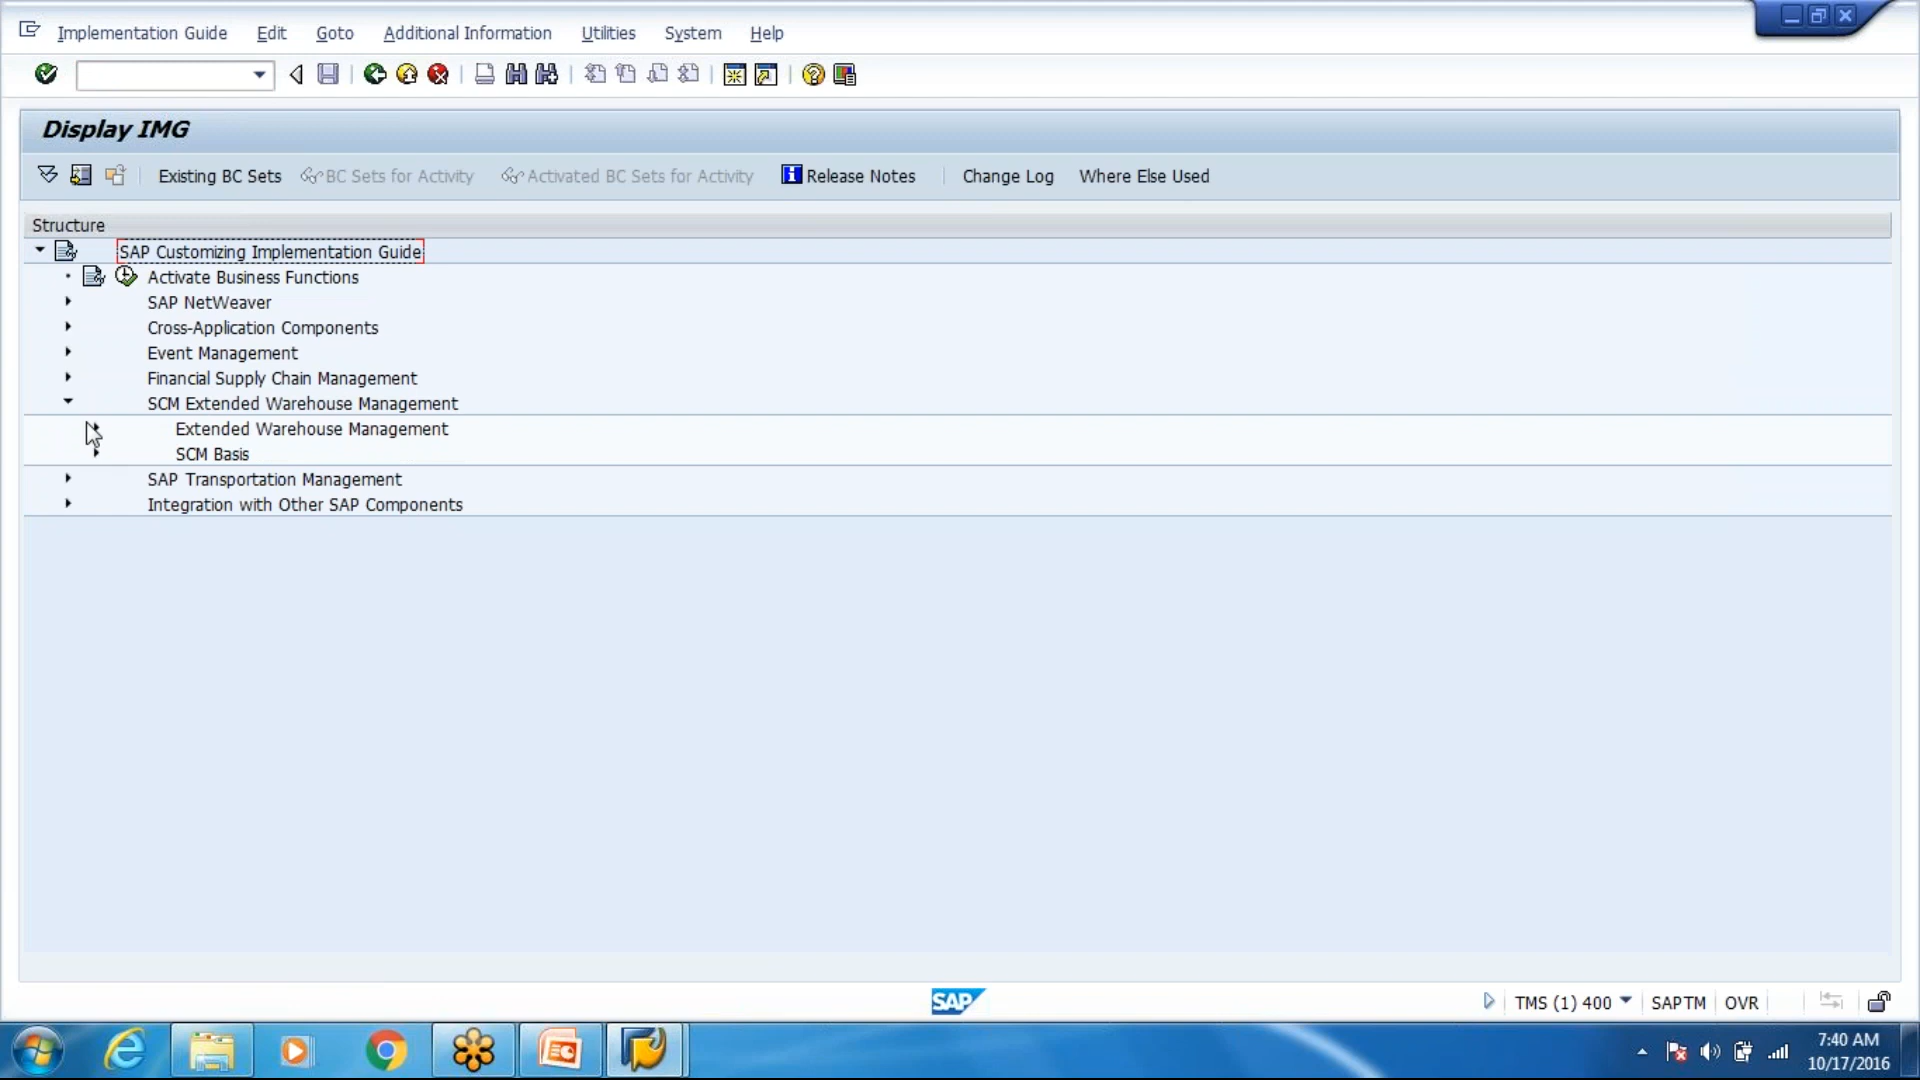 Implementation Guide Edit Goto Additional Information Utilities System Help
Display IMG
Existing BC Sets BC Sets for Activity Activated BC Sets for Activity Release Notes Change Log Where Else Used
Structure
SAP Customizing Implementation Guide
Activate Business Functions
SAP NetWeaver
Cross-Application Components
Event Management
Financial Supply Chain Management
SCM Extended Warehouse Management
Extended Warehouse Management
SCM Basis
SAP Transportation Management
Integration with Other SAP Components
SAP TMS (1) 400 SAPTM OVR
7:40 AM
10/17/2016